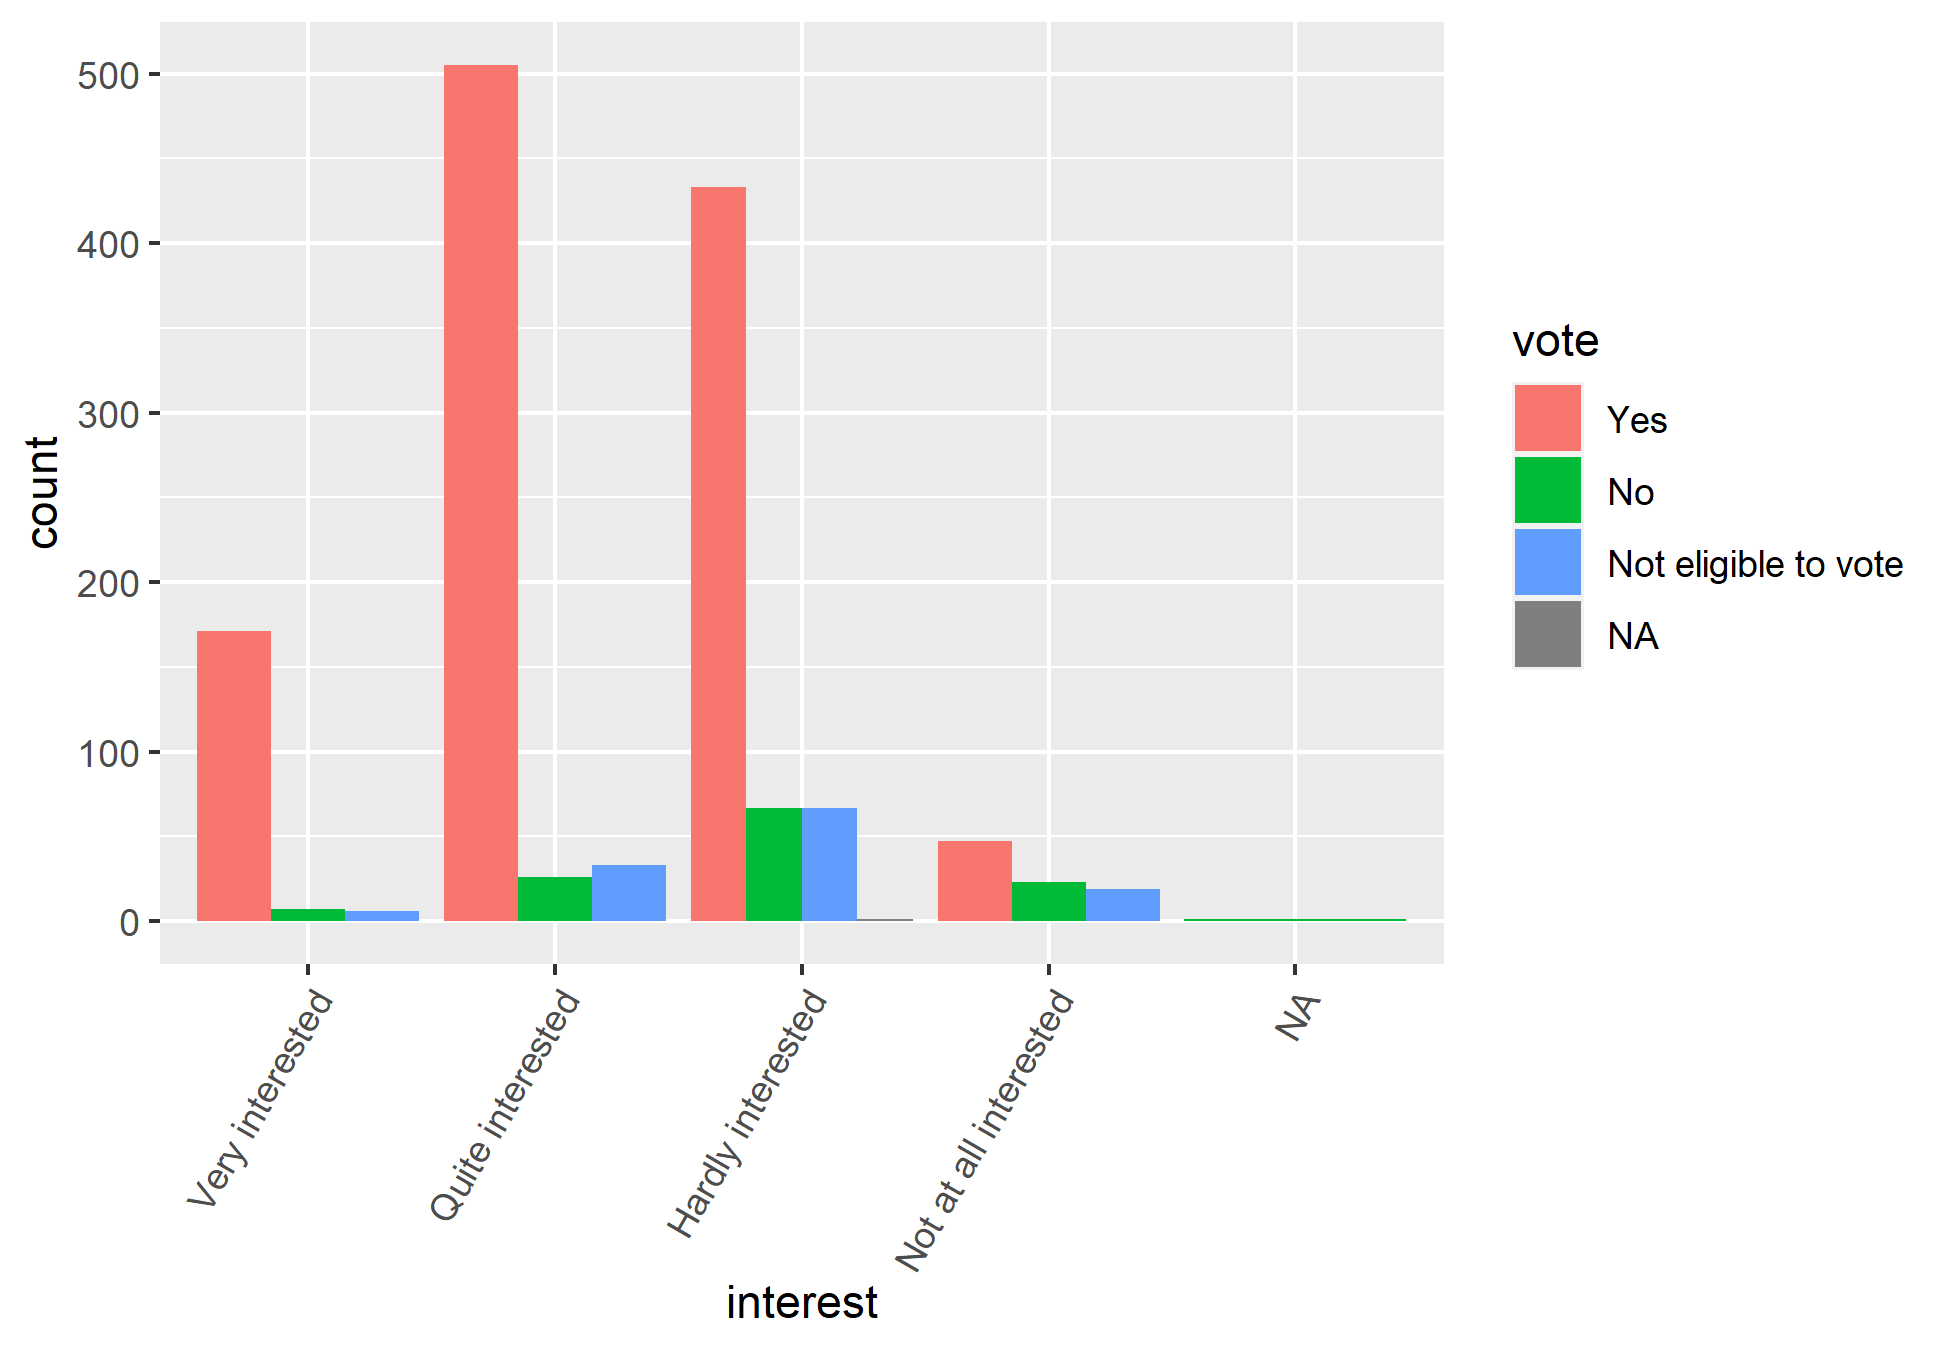 count
500
400
300
200
100
0
Very interested
Quite interested
Hardly interested
Not at all interested
NA
interest
vote
Yes
No
Not eligible to vote
NA